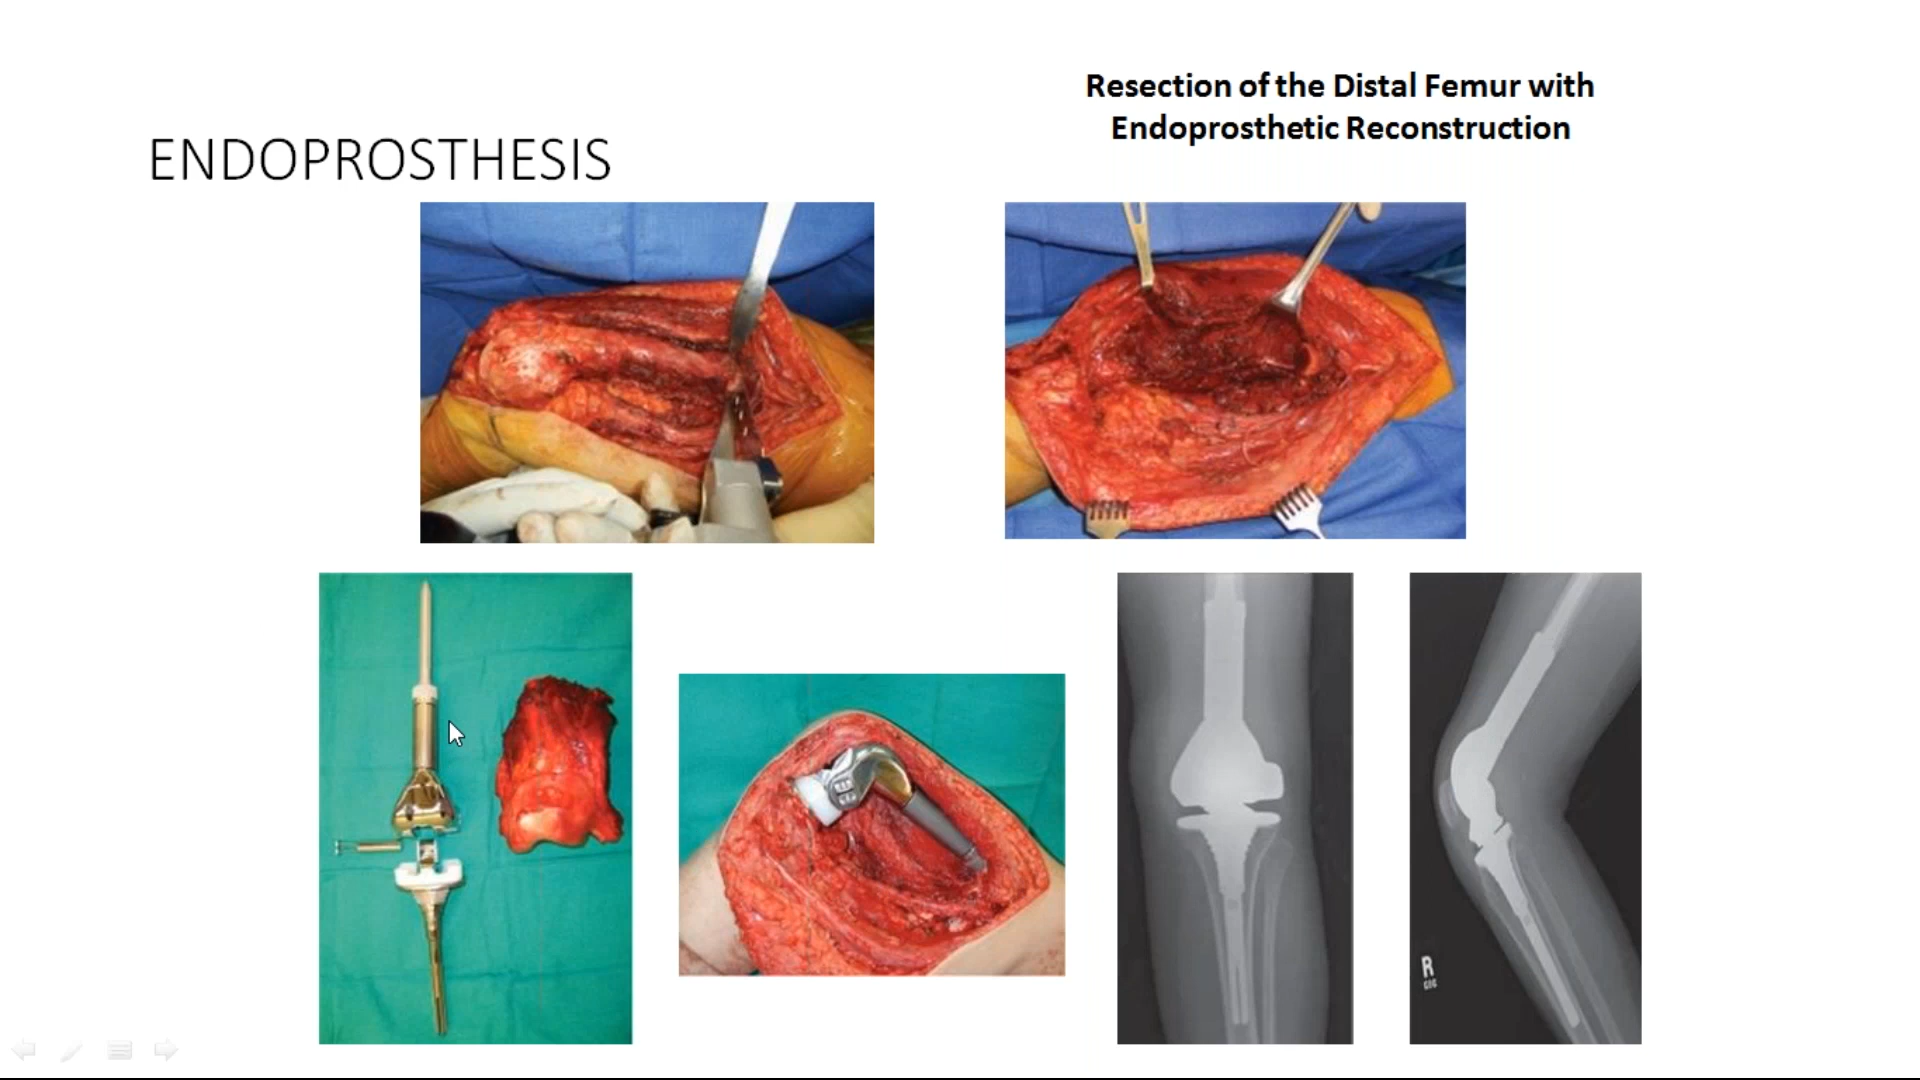 Resection of the Distal Femur with
Endoprosthetic Reconstruction
ENDOPROSTHESIS
R